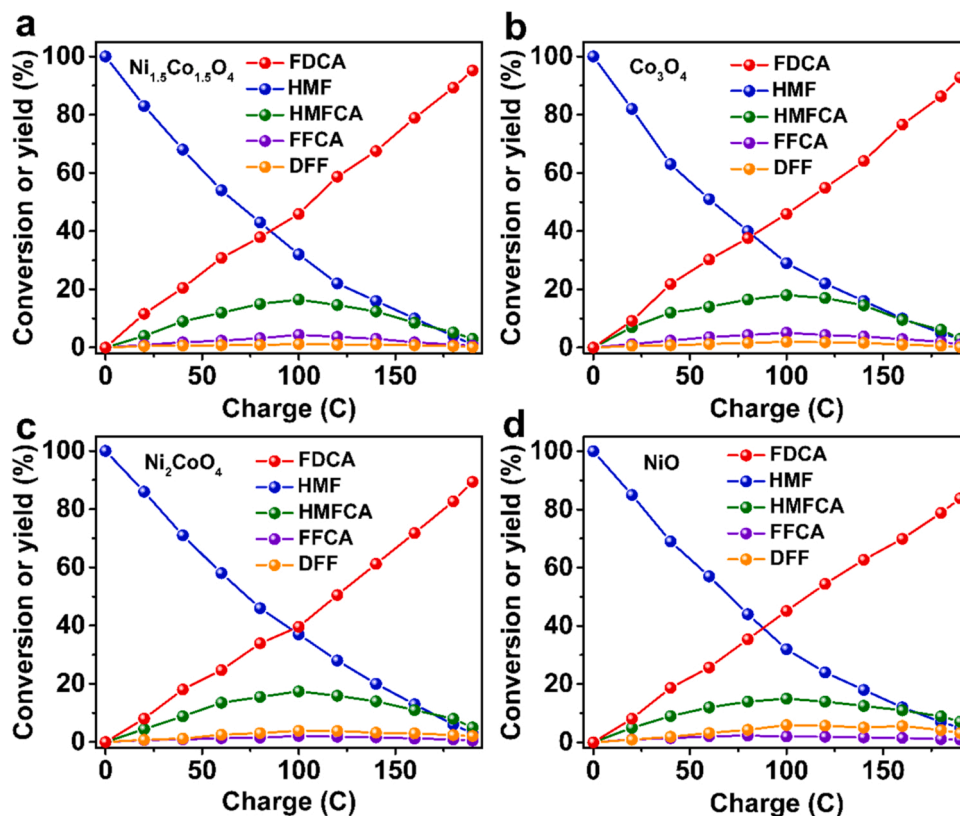 a
Ni1.5Co1.5O4
FDCA
HMF
HMFCA
FFCA
DFF
100
80
60
40
20
0
0
50
100
150
Conversion or yield (%)
Charge (C)
b
Co3O4
FDCA
HMF
HMFCA
FFCA
DFF
100
80
60
40
20
0
0
50
100
150
Conversion or yield (%)
Charge (C)
c
Ni2CoO4
FDCA
HMF
HMFCA
FFCA
DFF
100
80
60
40
20
0
0
50
100
150
Conversion or yield (%)
Charge (C)
d
NiO
FDCA
HMF
HMFCA
FFCA
DFF
100
80
60
40
20
0
0
50
100
150
Conversion or yield (%)
Charge (C)